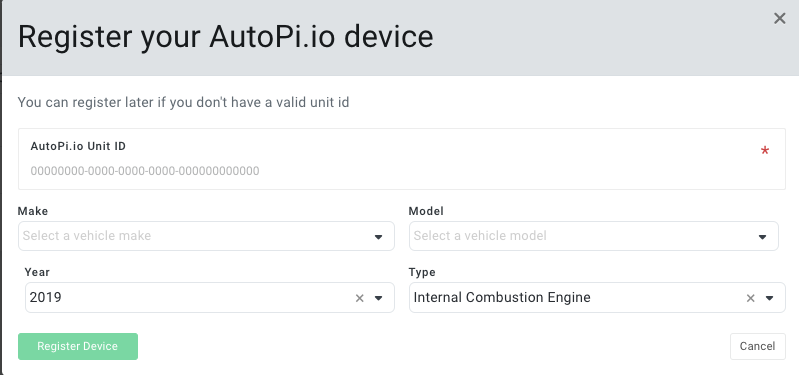 Register your AutoPi.io device
You can register later if you don't have a valid unit id
AutoPi.io Unit ID
*
00000000-0000-0000-0000-000000000000
Make
Model
Select a vehicle make
Select a vehicle model
Year
Type
2019
Internal Combustion Engine
Register Device
Cancel